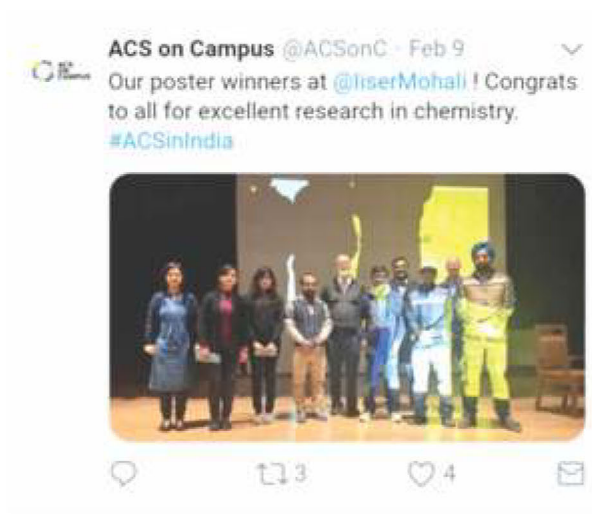 ACS on Campus @ACSonC · Feb 9
Our poster winners at @IiserMohali ! Congrats
to all for excellent research in chemistry.
#ACSinIndia
3
4